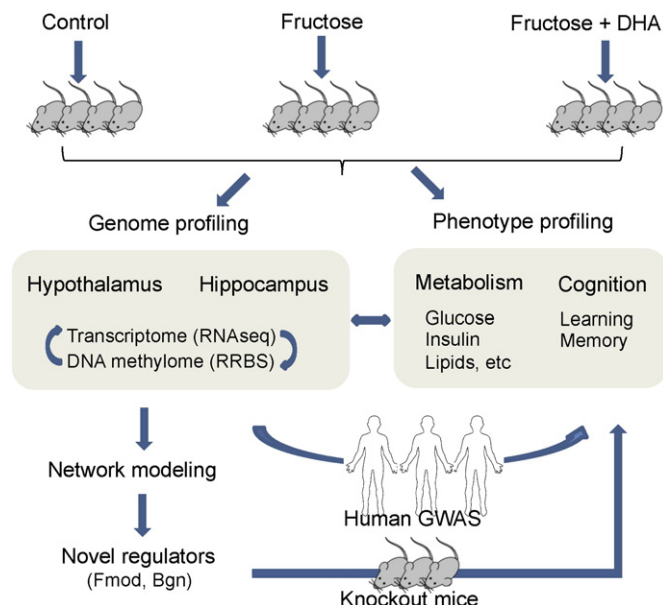 Control
Fructose
Fructose + DHA
Genome profiling
Phenotype profiling
Hypothalamus
Hippocampus
Transcriptome (RNAseq)
DNA methylome (RRBS)
Metabolism
Glucose
Insulin
Lipids, etc
Cognition
Learning
Memory
Network modeling
Human GWAS
Novel regulators
(Fmod, Bgn)
Knockout mice